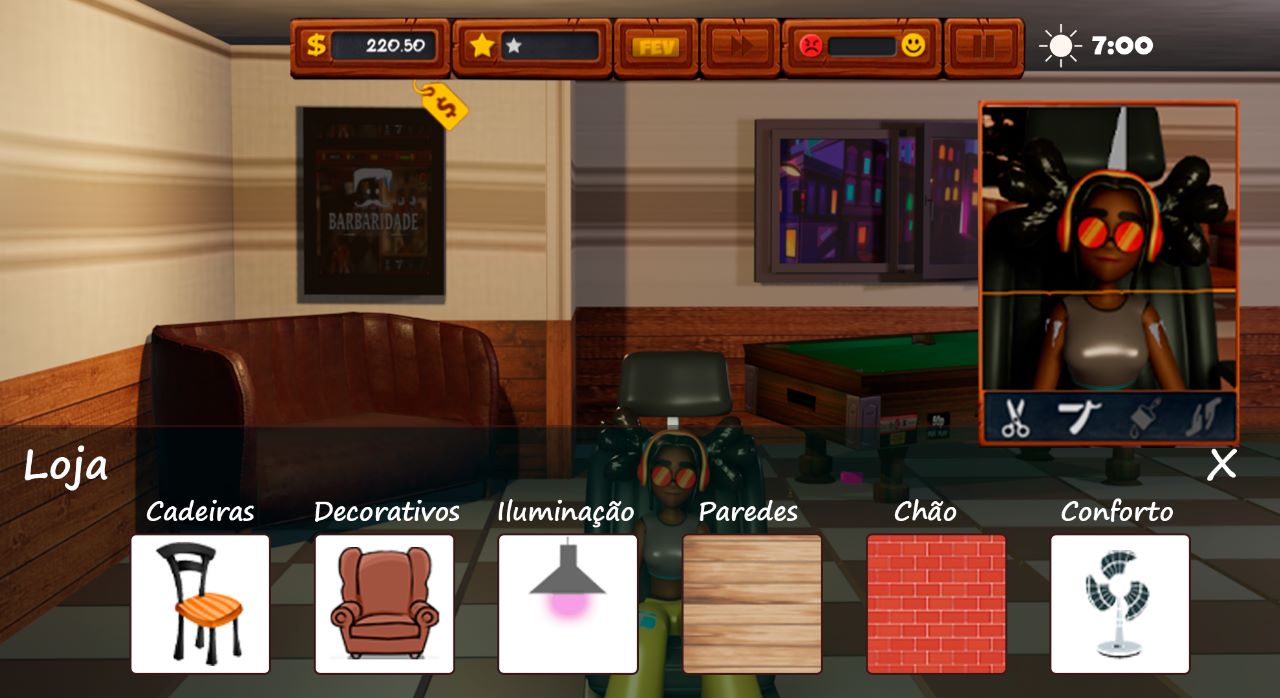 $ 220.50
FEV
7:00
$
BARBARIDADE
Loja
X
Cadeiras
Decorativos
Iluminação
Paredes
Chão
Conforto